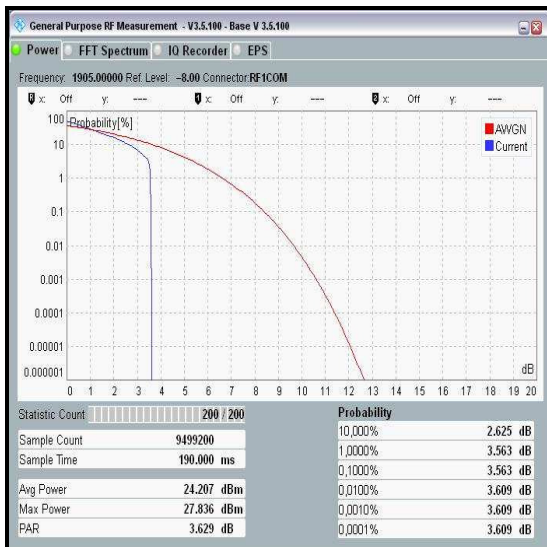 General Purpose RF Measurement - V3.5.100 - Base V 3.5.100
Power FFT Spectrum IQ Recorder EPS
Frequency: 1905.00000 Ref. Level: -8.00 Connector:RF1COM
x: Off y: --- 1 x: Off y: --- 2 x: Off y: ---
Probability[%]
AWGN
Current
100
10
1
0.1
0.01
0.001
0.0001
0.00001
0.000001
dB
0 1 2 3 4 5 6 7 8 9 10 11 12 13 14 15 16 17 18 19 20
Statistic Count 200 / 200
Sample Count 9499200
Sample Time 190.000 ms
Avg Power 24.207 dBm
Max Power 27.836 dBm
PAR 3.629 dB
Probability
10,000% 2.625 dB
1,0000% 3.563 dB
0,1000% 3.563 dB
0,0100% 3.609 dB
0,0010% 3.609 dB
0,0001% 3.609 dB